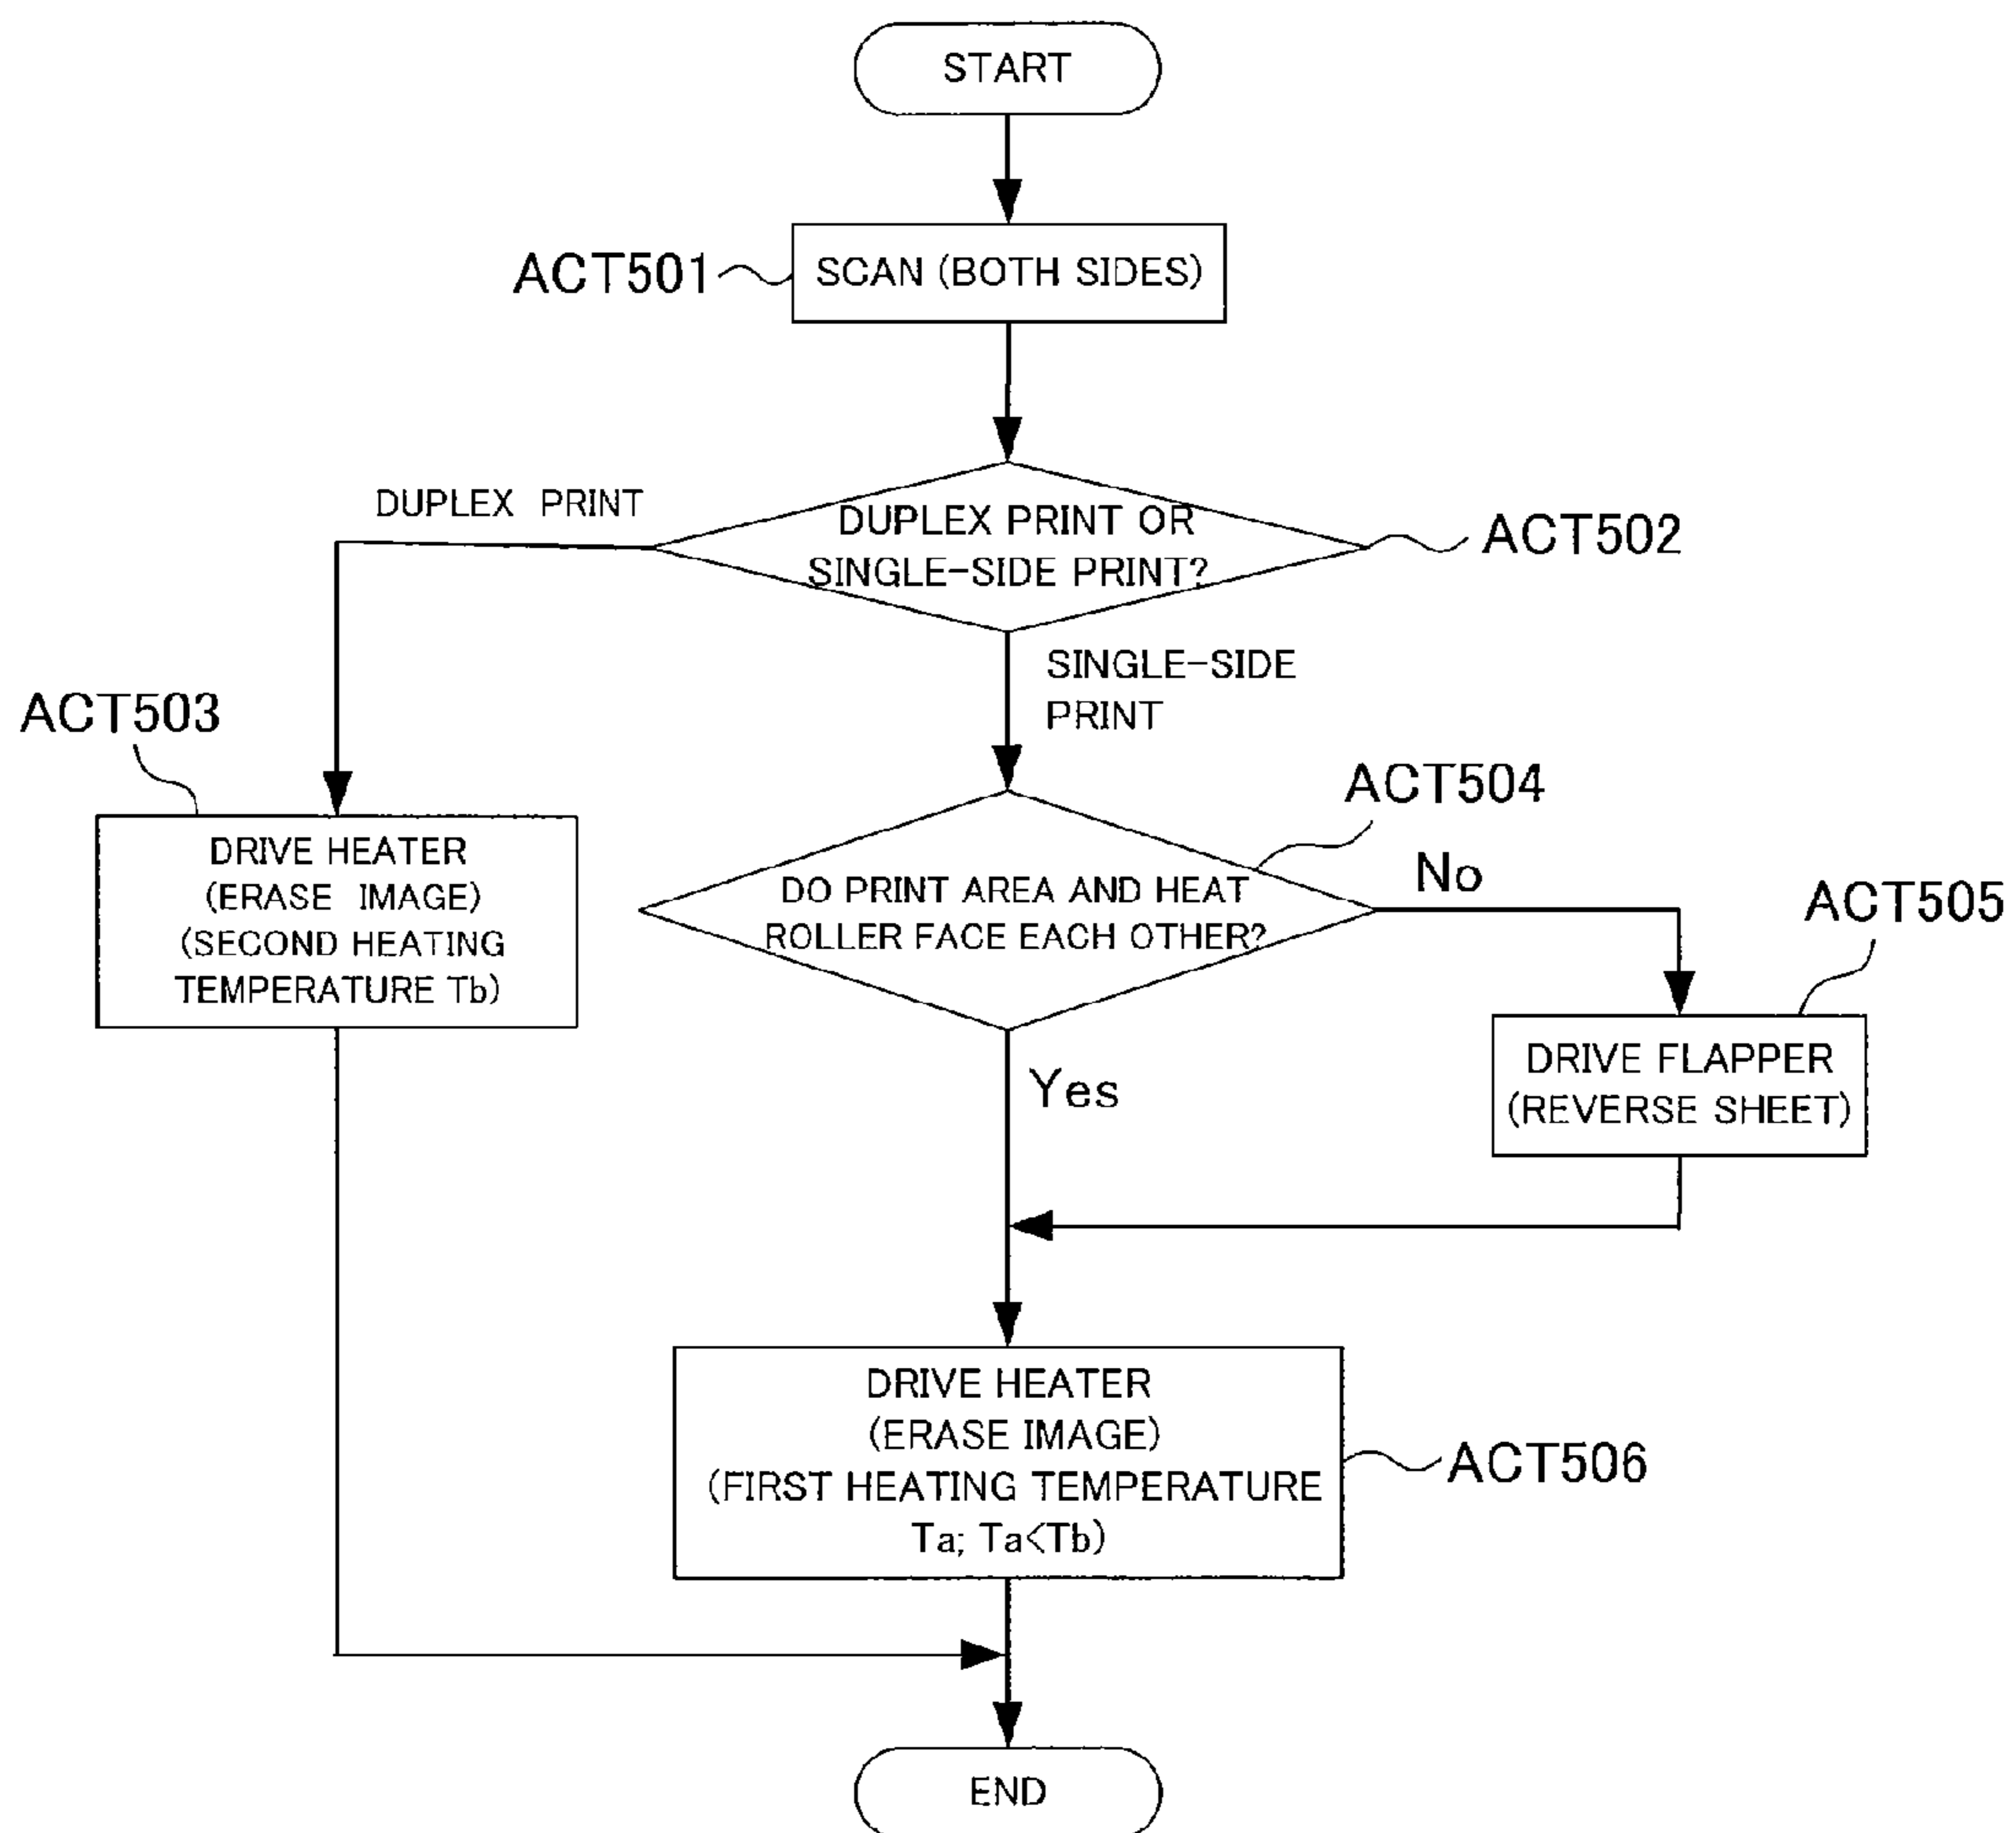 START
ACT501
SCAN (BOTH SIDES)
DUPLEX PRINT
DUPLEX PRINT OR
SINGLE-SIDE PRINT?
ACT502
SINGLE-SIDE
PRINT
ACT503
DRIVE HEATER
(ERASE IMAGE)
(SECOND HEATING
TEMPERATURE Tb)
ACT504
DO PRINT AREA AND HEAT
ROLLER FACE EACH OTHER?
No
ACT505
DRIVE FLAPPER
(REVERSE SHEET)
Yes
DRIVE HEATER
(ERASE IMAGE)
(FIRST HEATING TEMPERATURE
Ta; Ta<Tb)
ACT506
END